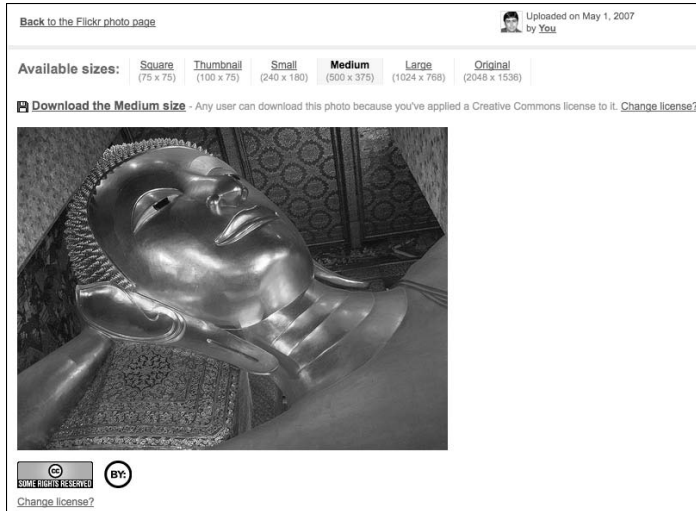 Back to the Flickr photo page
Uploaded on May 1, 2007
by You
Available sizes:
Square Thumbnail Small Medium Large Original
(75 x 75) (100 x 75) (240 x 180) (500 x 375) (1024 x 768) (2048 x 1536)
Download the Medium size - Any user can download this photo because you've applied a Creative Commons license to it. Change license?
cc
SOME RIGHTS RESERVED
BY:
Change license?